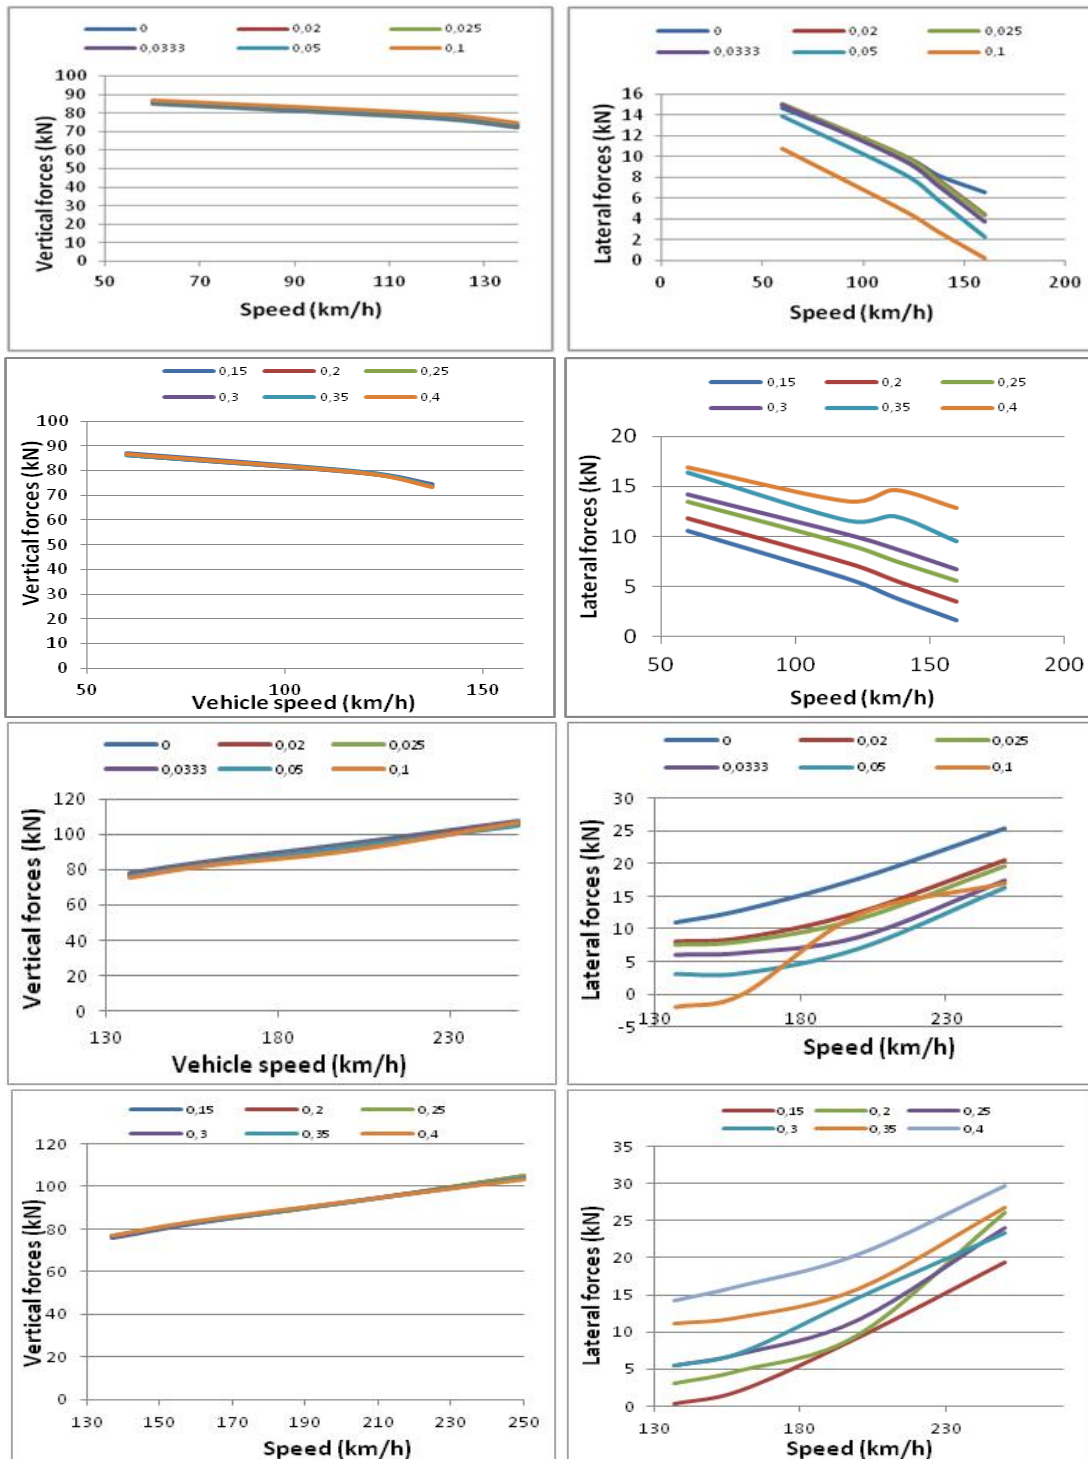 0 0,02 0,025
0,0333 0,05 0,1
Vertical forces (kN)
100
90
80
70
60
50
40
30
20
10
0
50 70 90 110 130
Speed (km/h)
0 0,02 0,025
0,0333 0,05 0,1
Lateral forces (kN)
16
14
12
10
8
6
4
2
0
0 50 100 150 200
Speed (km/h)
0,15 0,2 0,25
0,3 0,35 0,4
Vertical forces (kN)
100
90
80
70
60
50
40
30
20
10
0
50 100 150
Vehicle speed (km/h)
0,15 0,2 0,25
0,3 0,35 0,4
Lateral forces (kN)
20
15
10
5
0
50 100 150 200
Speed (km/h)
0 0,02 0,025
0,0333 0,05 0,1
Vertical forces (kN)
120
100
80
60
40
20
0
130 180 230
Vehicle speed (km/h)
0 0,02 0,025
0,0333 0,05 0,1
Lateral forces (kN)
30
25
20
15
10
5
0
-5
130 180 230
Speed (km/h)
0,15 0,2 0,25
0,3 0,35 0,4
Vertical forces (kN)
120
100
80
60
40
20
0
130 150 170 190 210 230 250
Speed (km/h)
0,15 0,2 0,25
0,3 0,35 0,4
Lateral forces (kN)
35
30
25
20
15
10
5
0
130 180 230
Speed (km/h)